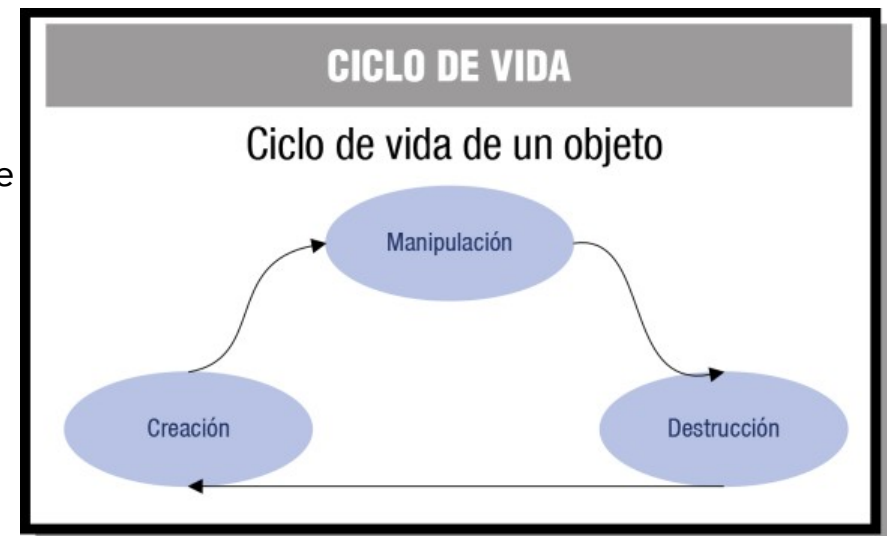 CICLO DE VIDA
Ciclo de vida de un objeto
e
Manipulación
Creación
Destrucción